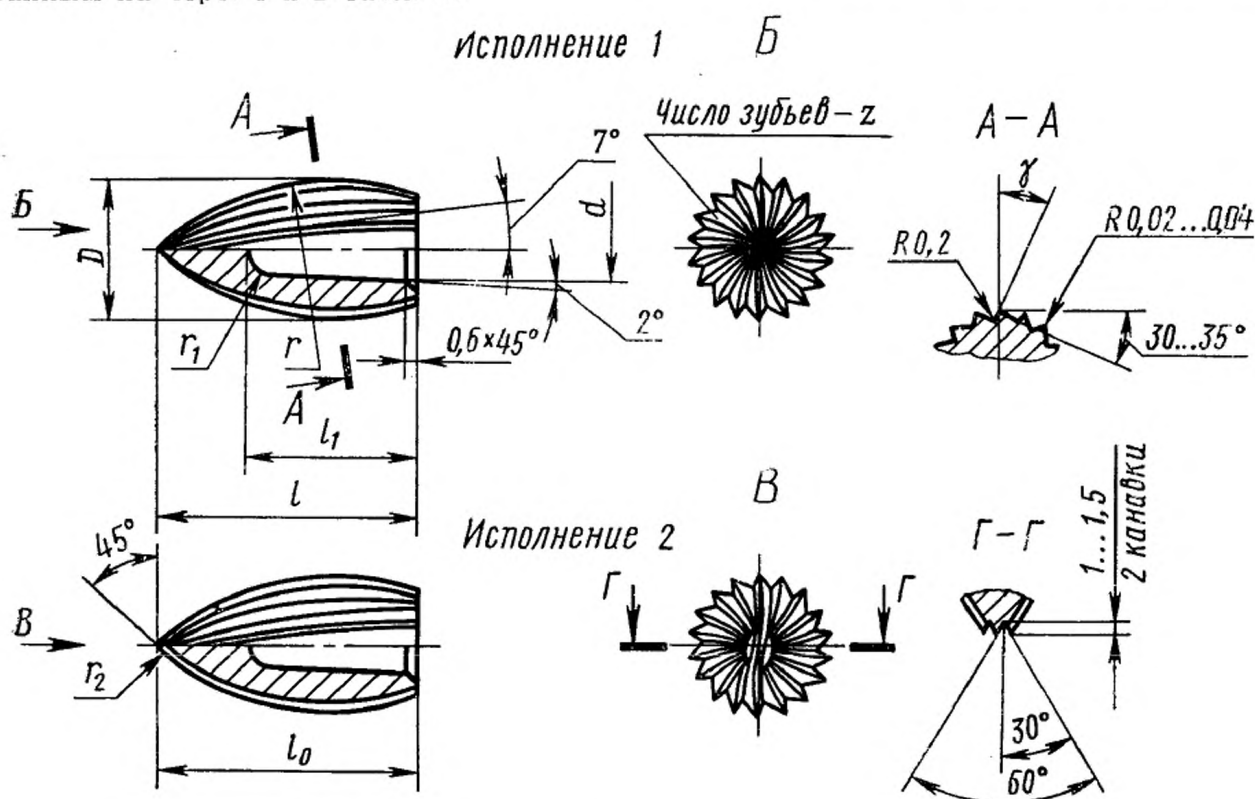 Исполнение 1
Б
А
А – А
Число зубьев – z
7°
γ
Б
D
d
R 0,02...0,04
R 0,2
r₁
r
0,6×45°
2°
30...35°
А
l₁
l
В
1...1,5
2 канавки
45°
Исполнение 2
Г – Г
Г
Г
В
r₂
30°
60°
l₀